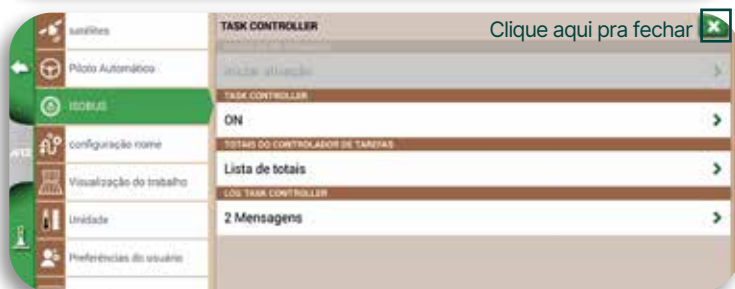 TASK CONTROLLER
Clique aqui pra fechar
satélites
Iniciar ativação
Piloto Automático
TASK CONTROLLER
ISOBUS
ON
configuração nome
TOTAIS DO CONTROLADOR DE TAREFAS
Lista de totais
Visualização do trabalho
LOG TASK CONTROLLER
2 Mensagens
Unidade
Preferências do usuário